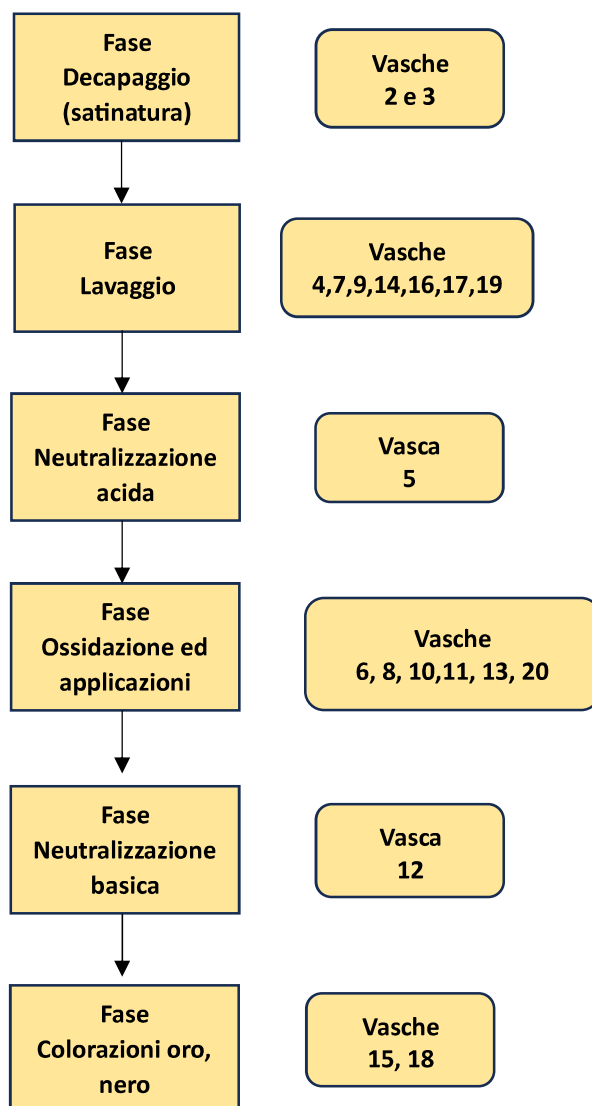 Fase
Decapaggio
(satinatura)
Vasche
2 e 3
Fase
Lavaggio
Vasche
4,7,9,14,16,17,19
Fase
Neutralizzazione
acida
Vasca
5
Fase
Ossidazione ed
applicazioni
Vasche
6, 8, 10,11, 13, 20
Fase
Neutralizzazione
basica
Vasca
12
Fase
Colorazioni oro,
nero
Vasche
15, 18